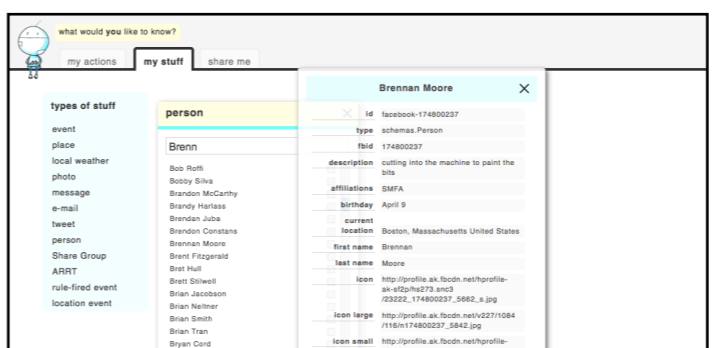 what would you like to know?
my actions
my stuff
share me
types of stuff
event
place
local weather
photo
message
e-mail
tweet
person
Share Group
ARRT
rule-fired event
location event
person
Brenn
Bob Roffi
Bobby Silva
Brandon McCarthy
Brandy Harlass
Brendan Juba
Brendon Constans
Brennan Moore
Brent Fitzgerald
Bret Hull
Brett Stilwell
Brian Jacobson
Brian Neltner
Brian Smith
Brian Tran
Bryan Cord
Brennan Moore
id facebook-174800237
type schemas.Person
fbid 174800237
description cutting into the machine to paint the
bits
affiliations SMFA
birthday April 9
current
location Boston, Massachusetts United States
first name Brennan
last name Moore
icon http://profile.ak.fbcdn.net/hprofile-
ak-sf2p/hs273.snc3
/23222_174800237_5662_s.jpg
icon large http://profile.ak.fbcdn.net/v227/1084
/116/n174800237_5842.jpg
icon small http://profile.ak.fbcdn.net/hprofile-